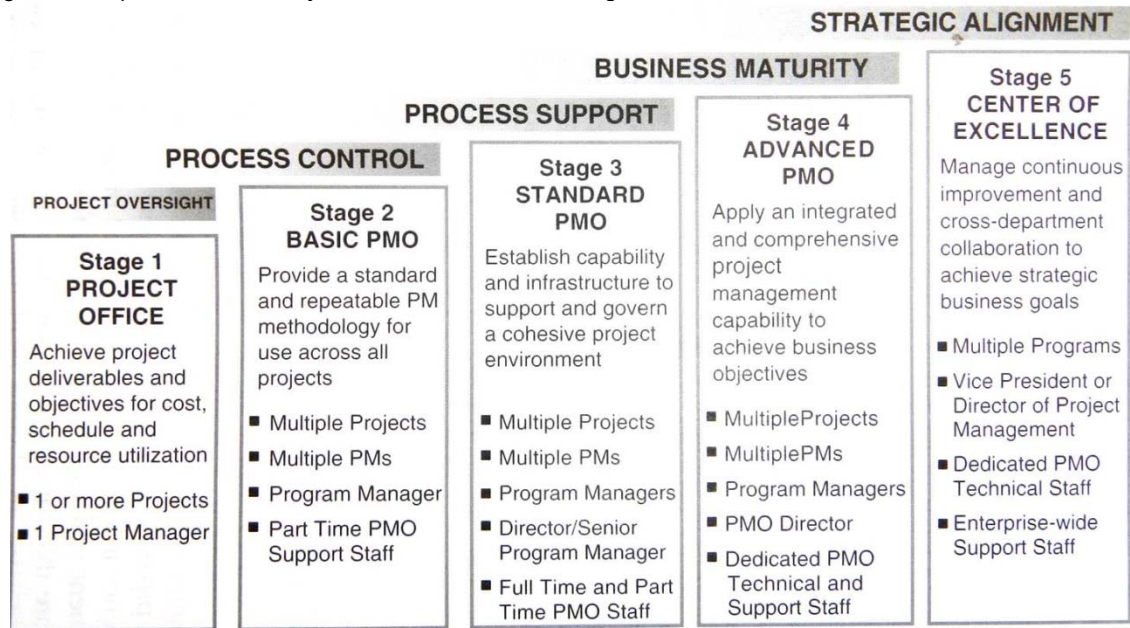 STRATEGIC ALIGNMENT
BUSINESS MATURITY
PROCESS SUPPORT
PROCESS CONTROL
PROJECT OVERSIGHT
Stage 1
PROJECT
OFFICE
Achieve project
deliverables and
objectives for cost,
schedule and
resource utilization
■ 1 or more Projects
■ 1 Project Manager
Stage 2
BASIC PMO
Provide a standard
and repeatable PM
methodology for
use across all
projects
■ Multiple Projects
■ Multiple PMs
■ Program Manager
■ Part Time PMO
Support Staff
Stage 3
STANDARD
PMO
Establish capability
and infrastructure to
support and govern
a cohesive project
environment
■ Multiple Projects
■ Multiple PMs
■ Program Managers
■ Director/Senior
Program Manager
■ Full Time and Part
Time PMO Staff
Stage 4
ADVANCED
PMO
Apply an integrated
and comprehensive
project
management
capability to
achieve business
objectives
■ MultipleProjects
■ MultiplePMs
■ Program Managers
■ PMO Director
■ Dedicated PMO
Technical and
Support Staff
Stage 5
CENTER OF
EXCELLENCE
Manage continuous
improvement and
cross-department
collaboration to
achieve strategic
business goals
■ Multiple Programs
■ Vice President or
Director of Project
Management
■ Dedicated PMO
Technical Staff
■ Enterprise-wide
Support Staff